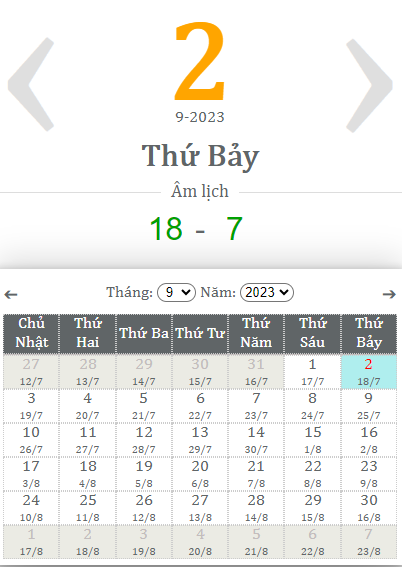 2
9-2023
Thứ Bảy
Âm lịch
18 - 7
Tháng: 9 Năm: 2023
Chủ Nhật Thứ Hai Thứ Ba Thứ Tư Thứ Năm Thứ Sáu Thứ Bảy
27 28 29 30 31 1 2
12/7 13/7 14/7 15/7 16/7 17/7 18/7
3 4 5 6 7 8 9
19/7 20/7 21/7 22/7 23/7 24/7 25/7
10 11 12 13 14 15 16
26/7 27/7 28/7 29/7 30/7 1/8 2/8
17 18 19 20 21 22 23
3/8 4/8 5/8 6/8 7/8 8/8 9/8
24 25 26 27 28 29 30
10/8 11/8 12/8 13/8 14/8 15/8 16/8
1 2 3 4 5 6 7
17/8 18/8 19/8 20/8 21/8 22/8 23/8